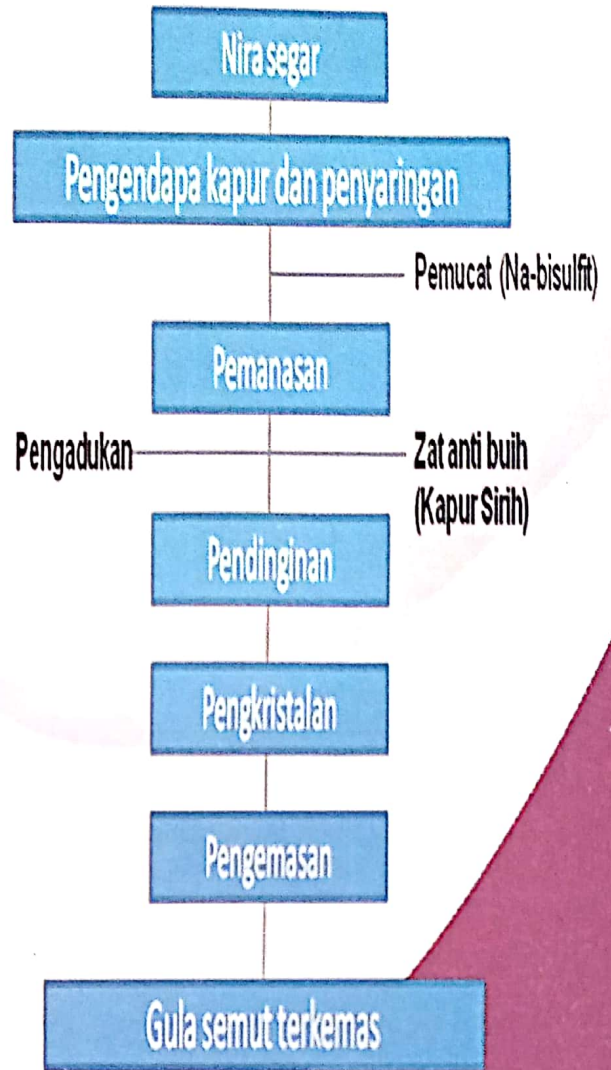 Nira segar
Pengendapa kapur dan penyaringan
Pemucat (Na-bisulfit)
Pemanasan
Pengadukan
Zat anti buih
(Kapur Sirih)
Pendinginan
Pengkristalan
Pengemasan
Gula semut terkemas